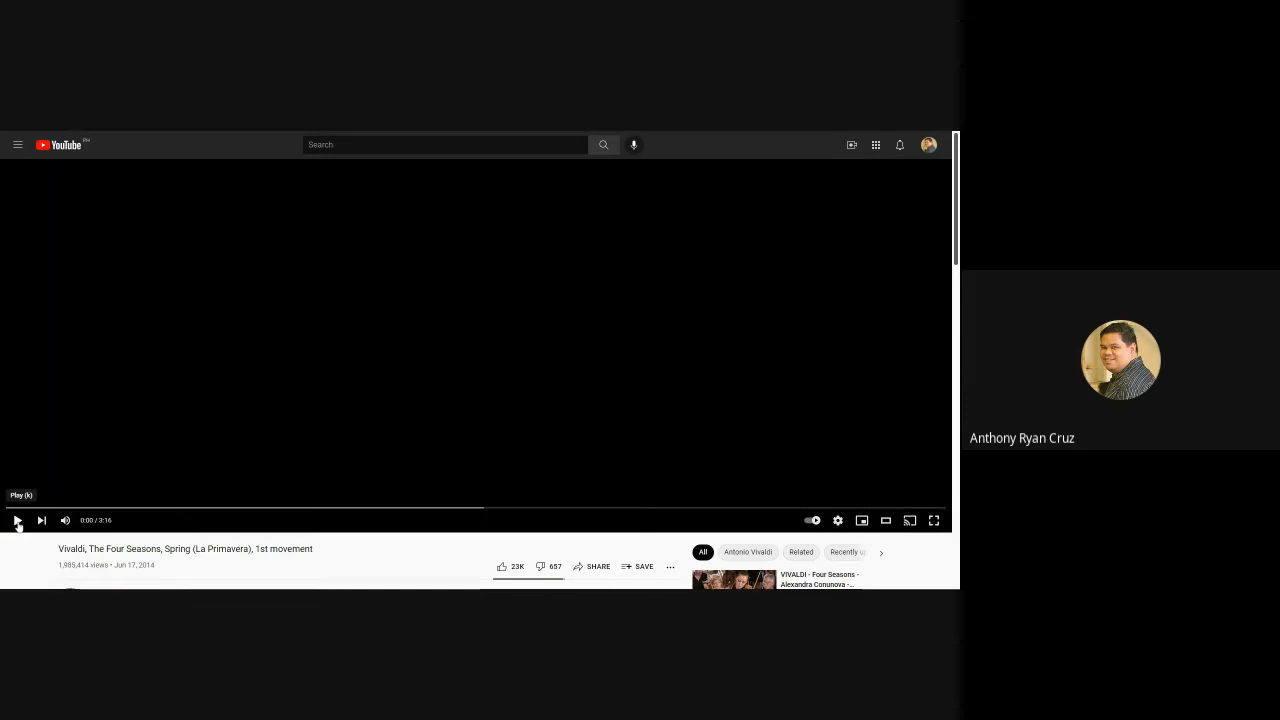 YouTube PH
Search
Play (k)
0:00 / 3:16
Vivaldi, The Four Seasons, Spring (La Primavera), 1st movement
1,985,414 views • Jun 17, 2014
23K
657
SHARE
SAVE
All
Antonio Vivaldi
Related
Recently u
VIVALDI - Four Seasons -
Alexandra Conunova -...
Anthony Ryan Cruz